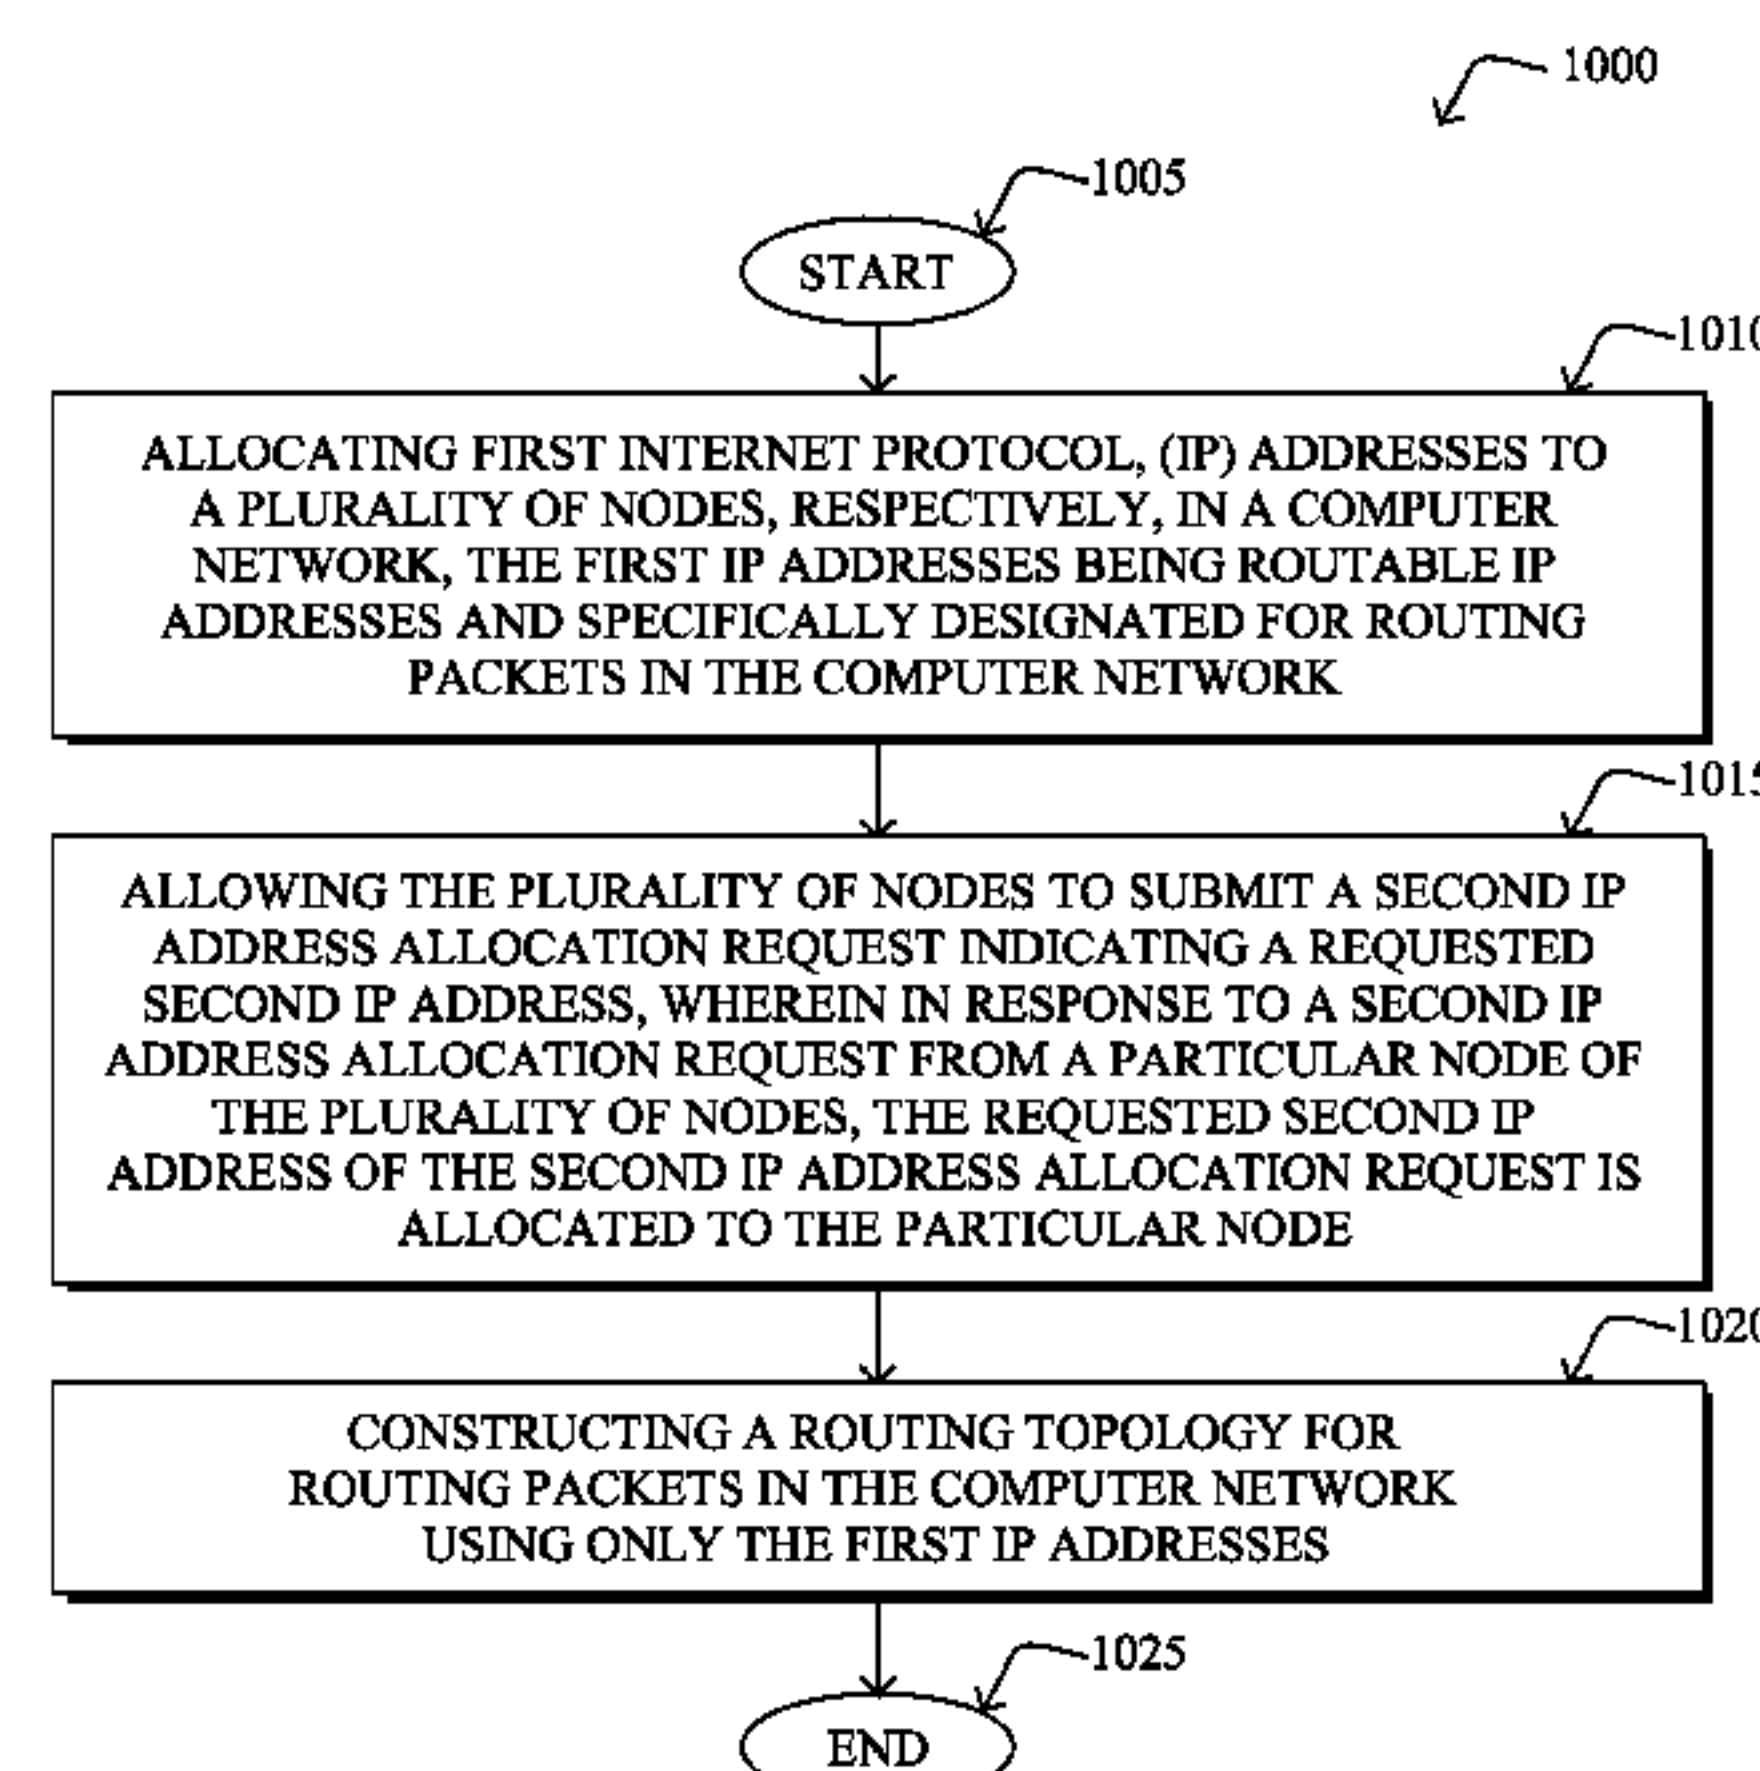 1000
1005
START
1010
ALLOCATING FIRST INTERNET PROTOCOL, (IP) ADDRESSES TO
A PLURALITY OF NODES, RESPECTIVELY, IN A COMPUTER
NETWORK, THE FIRST IP ADDRESSES BEING ROUTABLE IP
ADDRESSES AND SPECIFICALLY DESIGNATED FOR ROUTING
PACKETS IN THE COMPUTER NETWORK
1015
ALLOWING THE PLURALITY OF NODES TO SUBMIT A SECOND IP
ADDRESS ALLOCATION REQUEST INDICATING A REQUESTED
SECOND IP ADDRESS, WHEREIN IN RESPONSE TO A SECOND IP
ADDRESS ALLOCATION REQUEST FROM A PARTICULAR NODE OF
THE PLURALITY OF NODES, THE REQUESTED SECOND IP
ADDRESS OF THE SECOND IP ADDRESS ALLOCATION REQUEST IS
ALLOCATED TO THE PARTICULAR NODE
1020
CONSTRUCTING A ROUTING TOPOLOGY FOR
ROUTING PACKETS IN THE COMPUTER NETWORK
USING ONLY THE FIRST IP ADDRESSES
1025
END